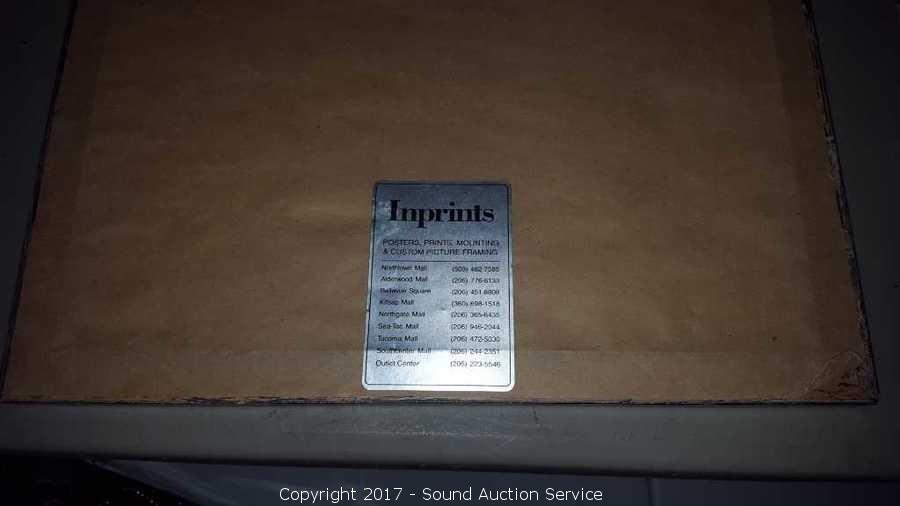 Inprints
POSTERS, PRINTS, MOUNTING
& CUSTOM PICTURE FRAMING
Northtown Mall (509) 482-7585
Alderwood Mall (206) 776-6133
Bellevue Square (206) 451-8808
Kitsap Mall (360) 698-1518
Northgate Mall (206) 365-6435
Sea-Tac Mall (206) 946-2044
Tacoma Mall (206) 472-5030
Southcenter Mall (206) 244-2351
Outlet Center (206) 223-5546
Copyright 2017 - Sound Auction Service